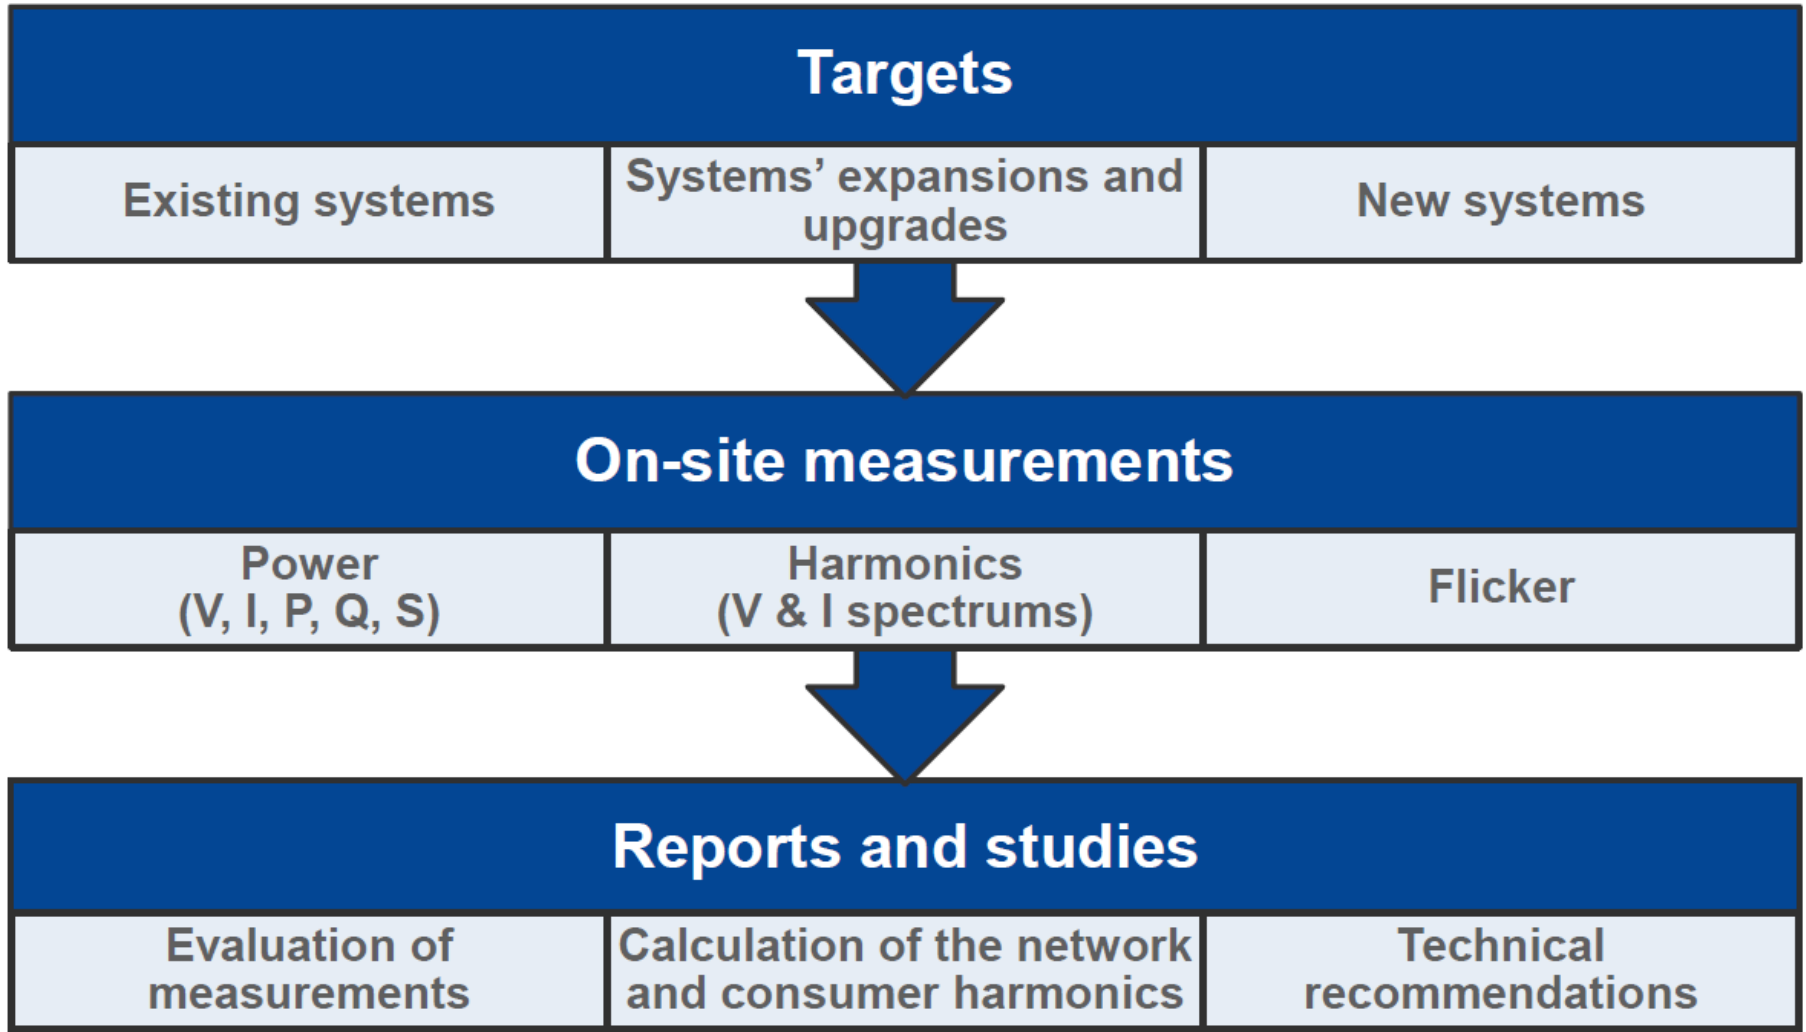 Targets
Existing systems
Systems’ expansions and
upgrades
New systems
On-site measurements
Power
(V, I, P, Q, S)
Harmonics
(V & I spectrums)
Flicker
Reports and studies
Evaluation of
measurements
Calculation of the network
and consumer harmonics
Technical
recommendations